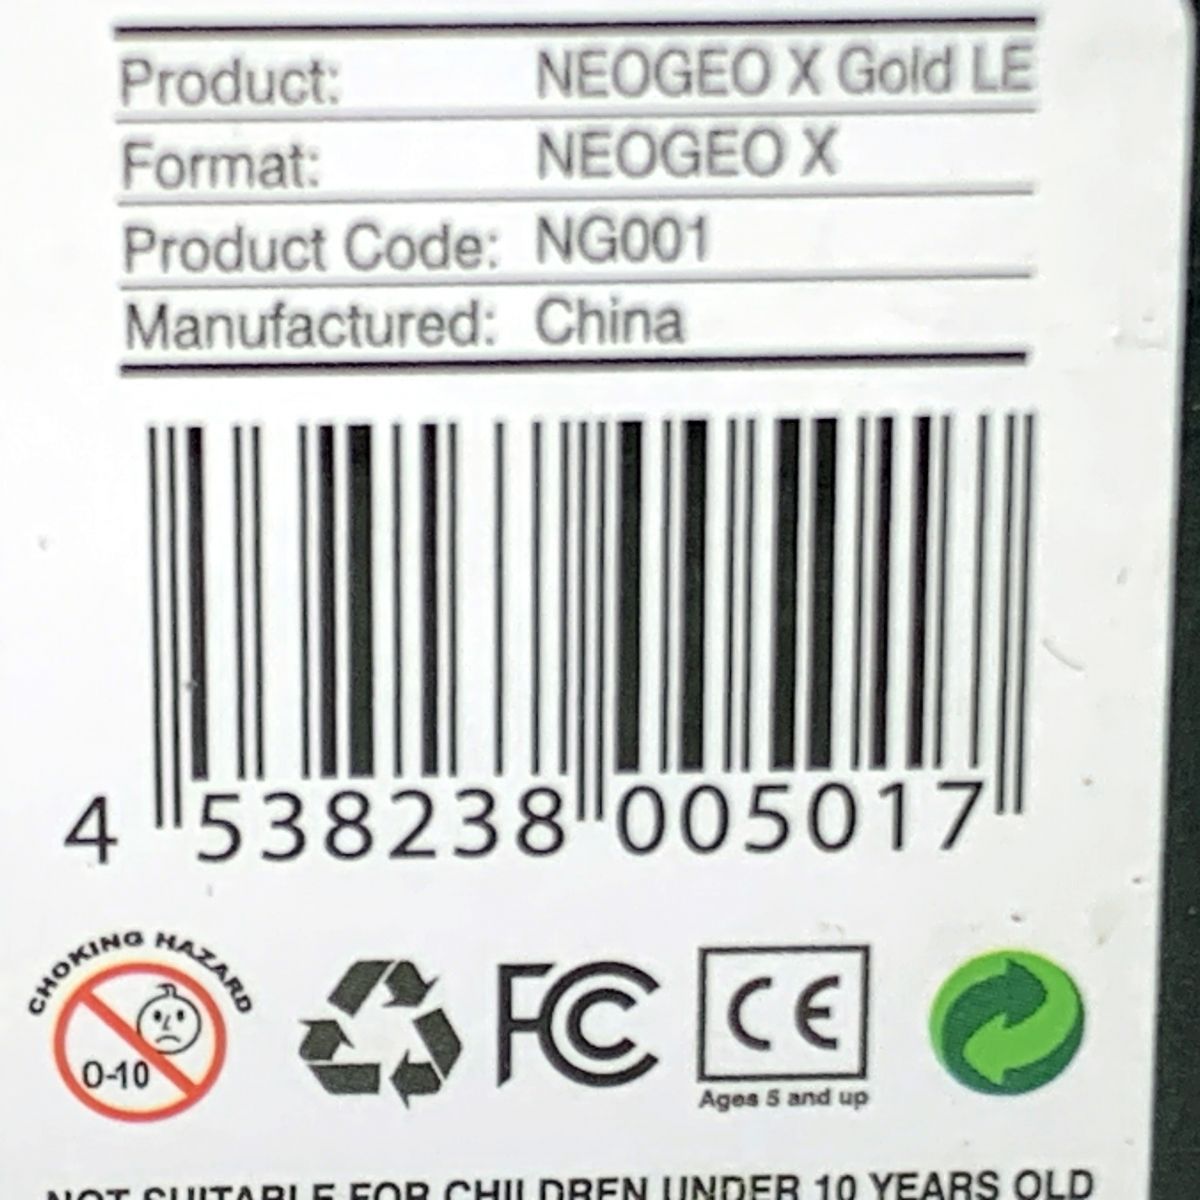 Product: NEOGEO X Gold LE
Format: NEOGEO X
Product Code: NG001
Manufactured: China
4 538238 005017
CHOKING HAZARD
0-10
FC
CE
Ages 5 and up
NOT SUITABLE FOR CHILDREN UNDER 10 YEARS OLD